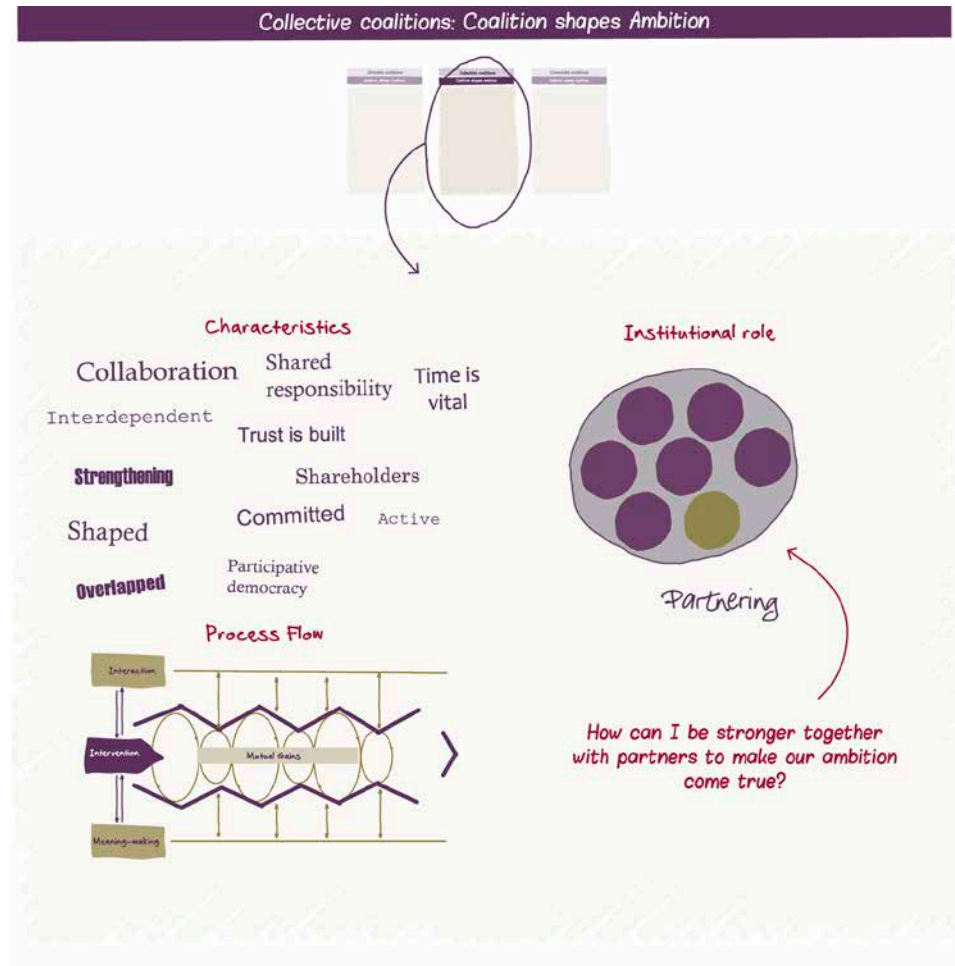 Collective coalitions: Coalition shapes Ambition
Characteristics
Collaboration
Shared
responsibility
Time is
vital
Interdependent
Trust is built
Strengthening
Shareholders
Shaped
Committed
Active
Overlapped
Participative
democracy
Institutional role
Partnering
How can I be stronger together
with partners to make our ambition
come true?
Process Flow
Interaction
Intervention
Mutual Gains
Meaning-making